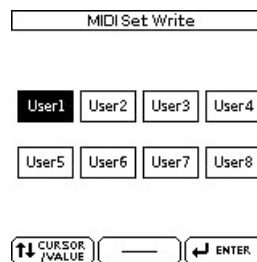 MIDI Set Write
User1 User2 User3 User4
User5 User6 User7 User8
CURSOR
/VALUE
ENTER